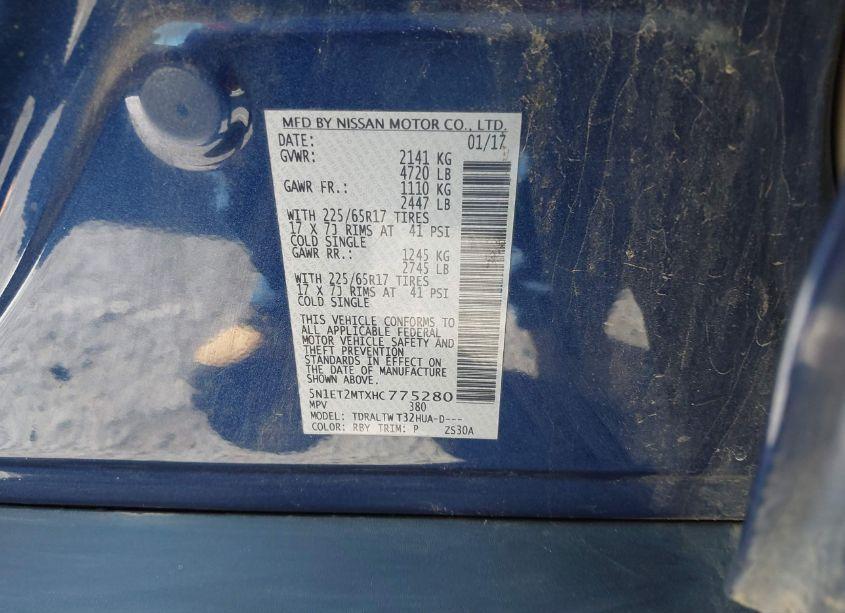 MFD BY NISSAN MOTOR CO., LTD.
DATE: 01/17
GVWR: 2141 KG
4720 LB
GAWR FR.: 1110 KG
2447 LB
WITH 225/65R17 TIRES
17 X 7J RIMS AT 41 PSI
COLD SINGLE
GAWR RR.: 1245 KG
2745 LB
WITH 225/65R17 TIRES
17 X 7J RIMS AT 41 PSI
COLD SINGLE
THIS VEHICLE CONFORMS TO
ALL APPLICABLE FEDERAL
MOTOR VEHICLE SAFETY AND
THEFT PREVENTION
STANDARDS IN EFFECT ON
THE DATE OF MANUFACTURE
SHOWN ABOVE.
5N1ET2MTXHC775280
MPV 380
MODEL: TDRALTW T32HUA-D---
COLOR: RBY TRIM: P ZS30A